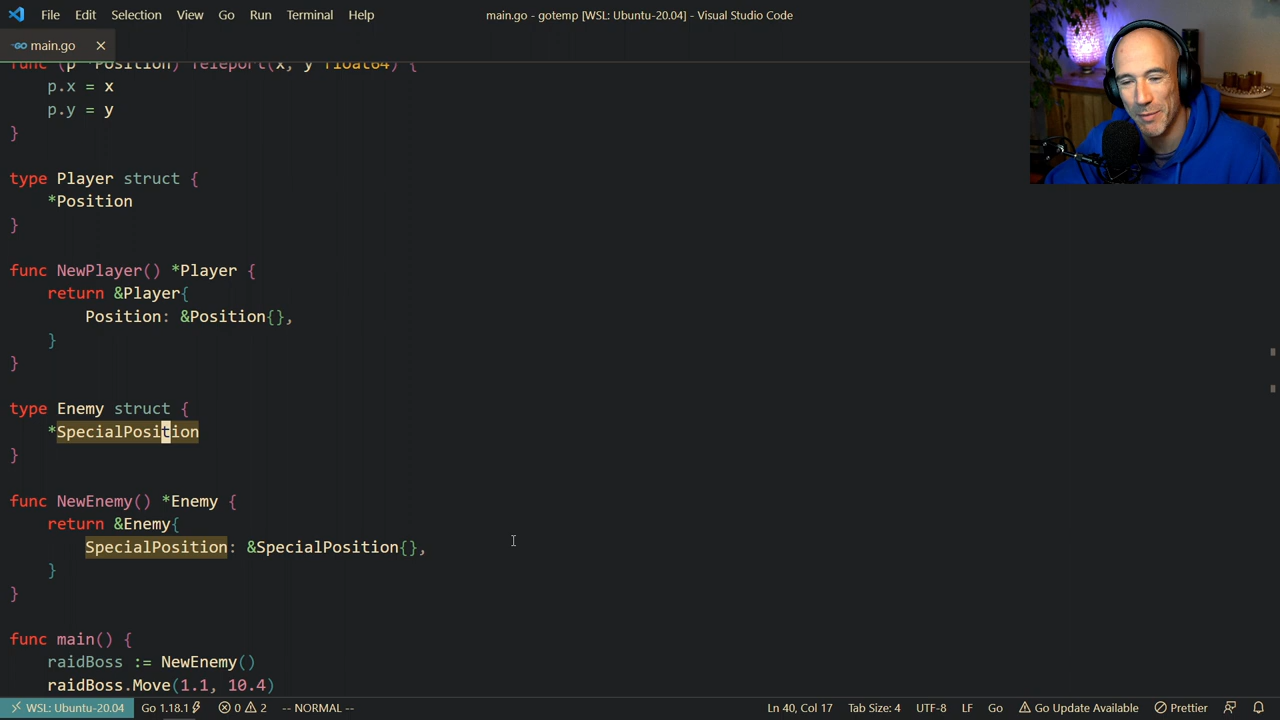 File Edit Selection View Go Run Terminal Help main.go - gotemp [WSL: Ubuntu-20.04] - Visual Studio Code
main.go
func (p *Position) Teleport(x, y float64) {
p.x = x
p.y = y
}
type Player struct {
*Position
}
func NewPlayer() *Player {
return &Player{
Position: &Position{},
}
}
type Enemy struct {
*SpecialPosition
}
func NewEnemy() *Enemy {
return &Enemy{
SpecialPosition: &SpecialPosition{},
}
}
func main() {
raidBoss := NewEnemy()
raidBoss.Move(1.1, 10.4)
WSL: Ubuntu-20.04 Go 1.18.1 0 2 -- NORMAL -- Ln 40, Col 17 Tab Size: 4 UTF-8 LF Go Go Update Available Prettier